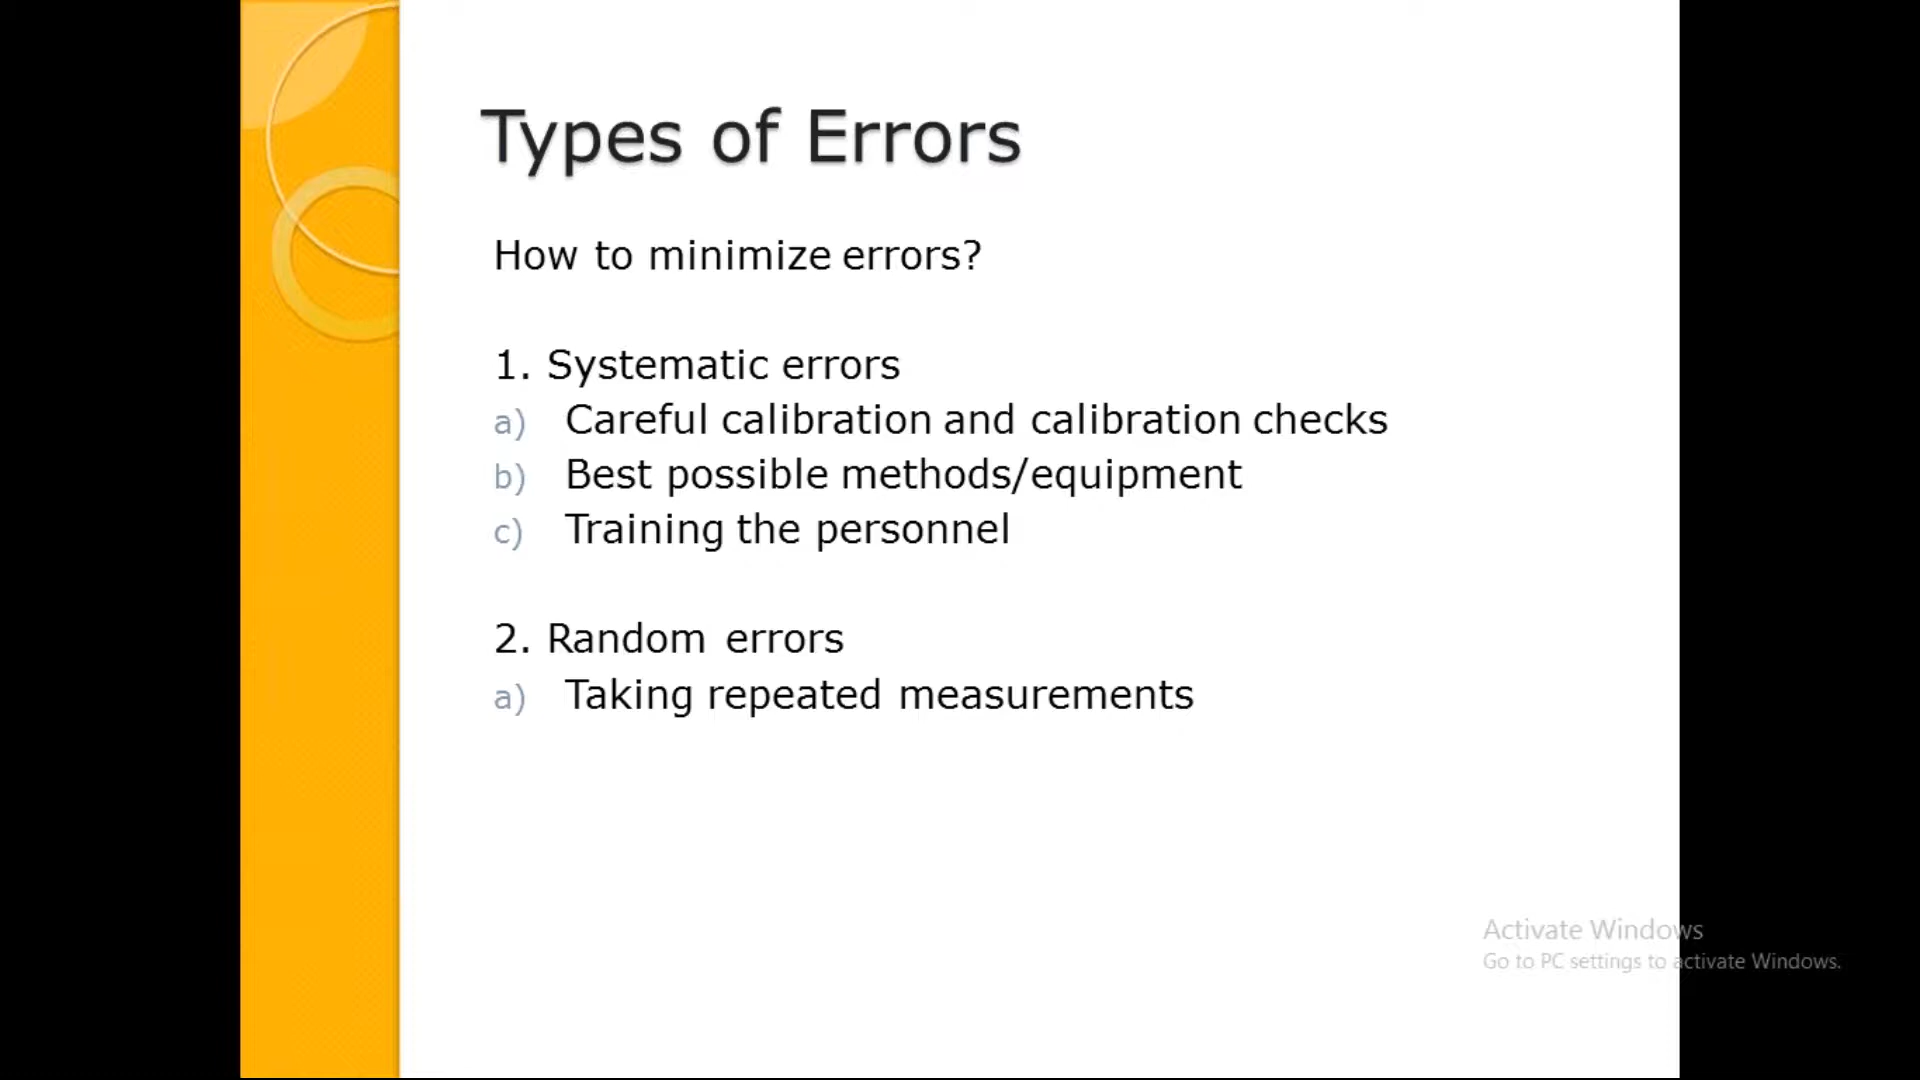 Types of Errors
How to minimize errors?
1. Systematic errors
a) Careful calibration and calibration checks
b) Best possible methods/equipment
c) Training the personnel
2. Random errors
a) Taking repeated measurements
Activate Windows
Go to PC settings to activate Windows.